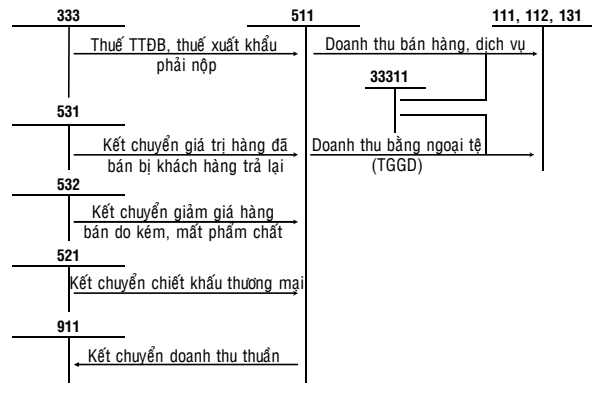 333
511
111, 112, 131
Thuế TTĐB, thuế xuất khẩu
phải nộp
Doanh thu bán hàng, dịch vụ
33311
531
Kết chuyển giá trị hàng đã
bán bị khách hàng trả lại
Doanh thu bằng ngoại tệ
(TGGD)
532
Kết chuyển giảm giá hàng
bán do kém, mất phẩm chất
521
Kết chuyển chiết khấu thương mại
911
Kết chuyển doanh thu thuần